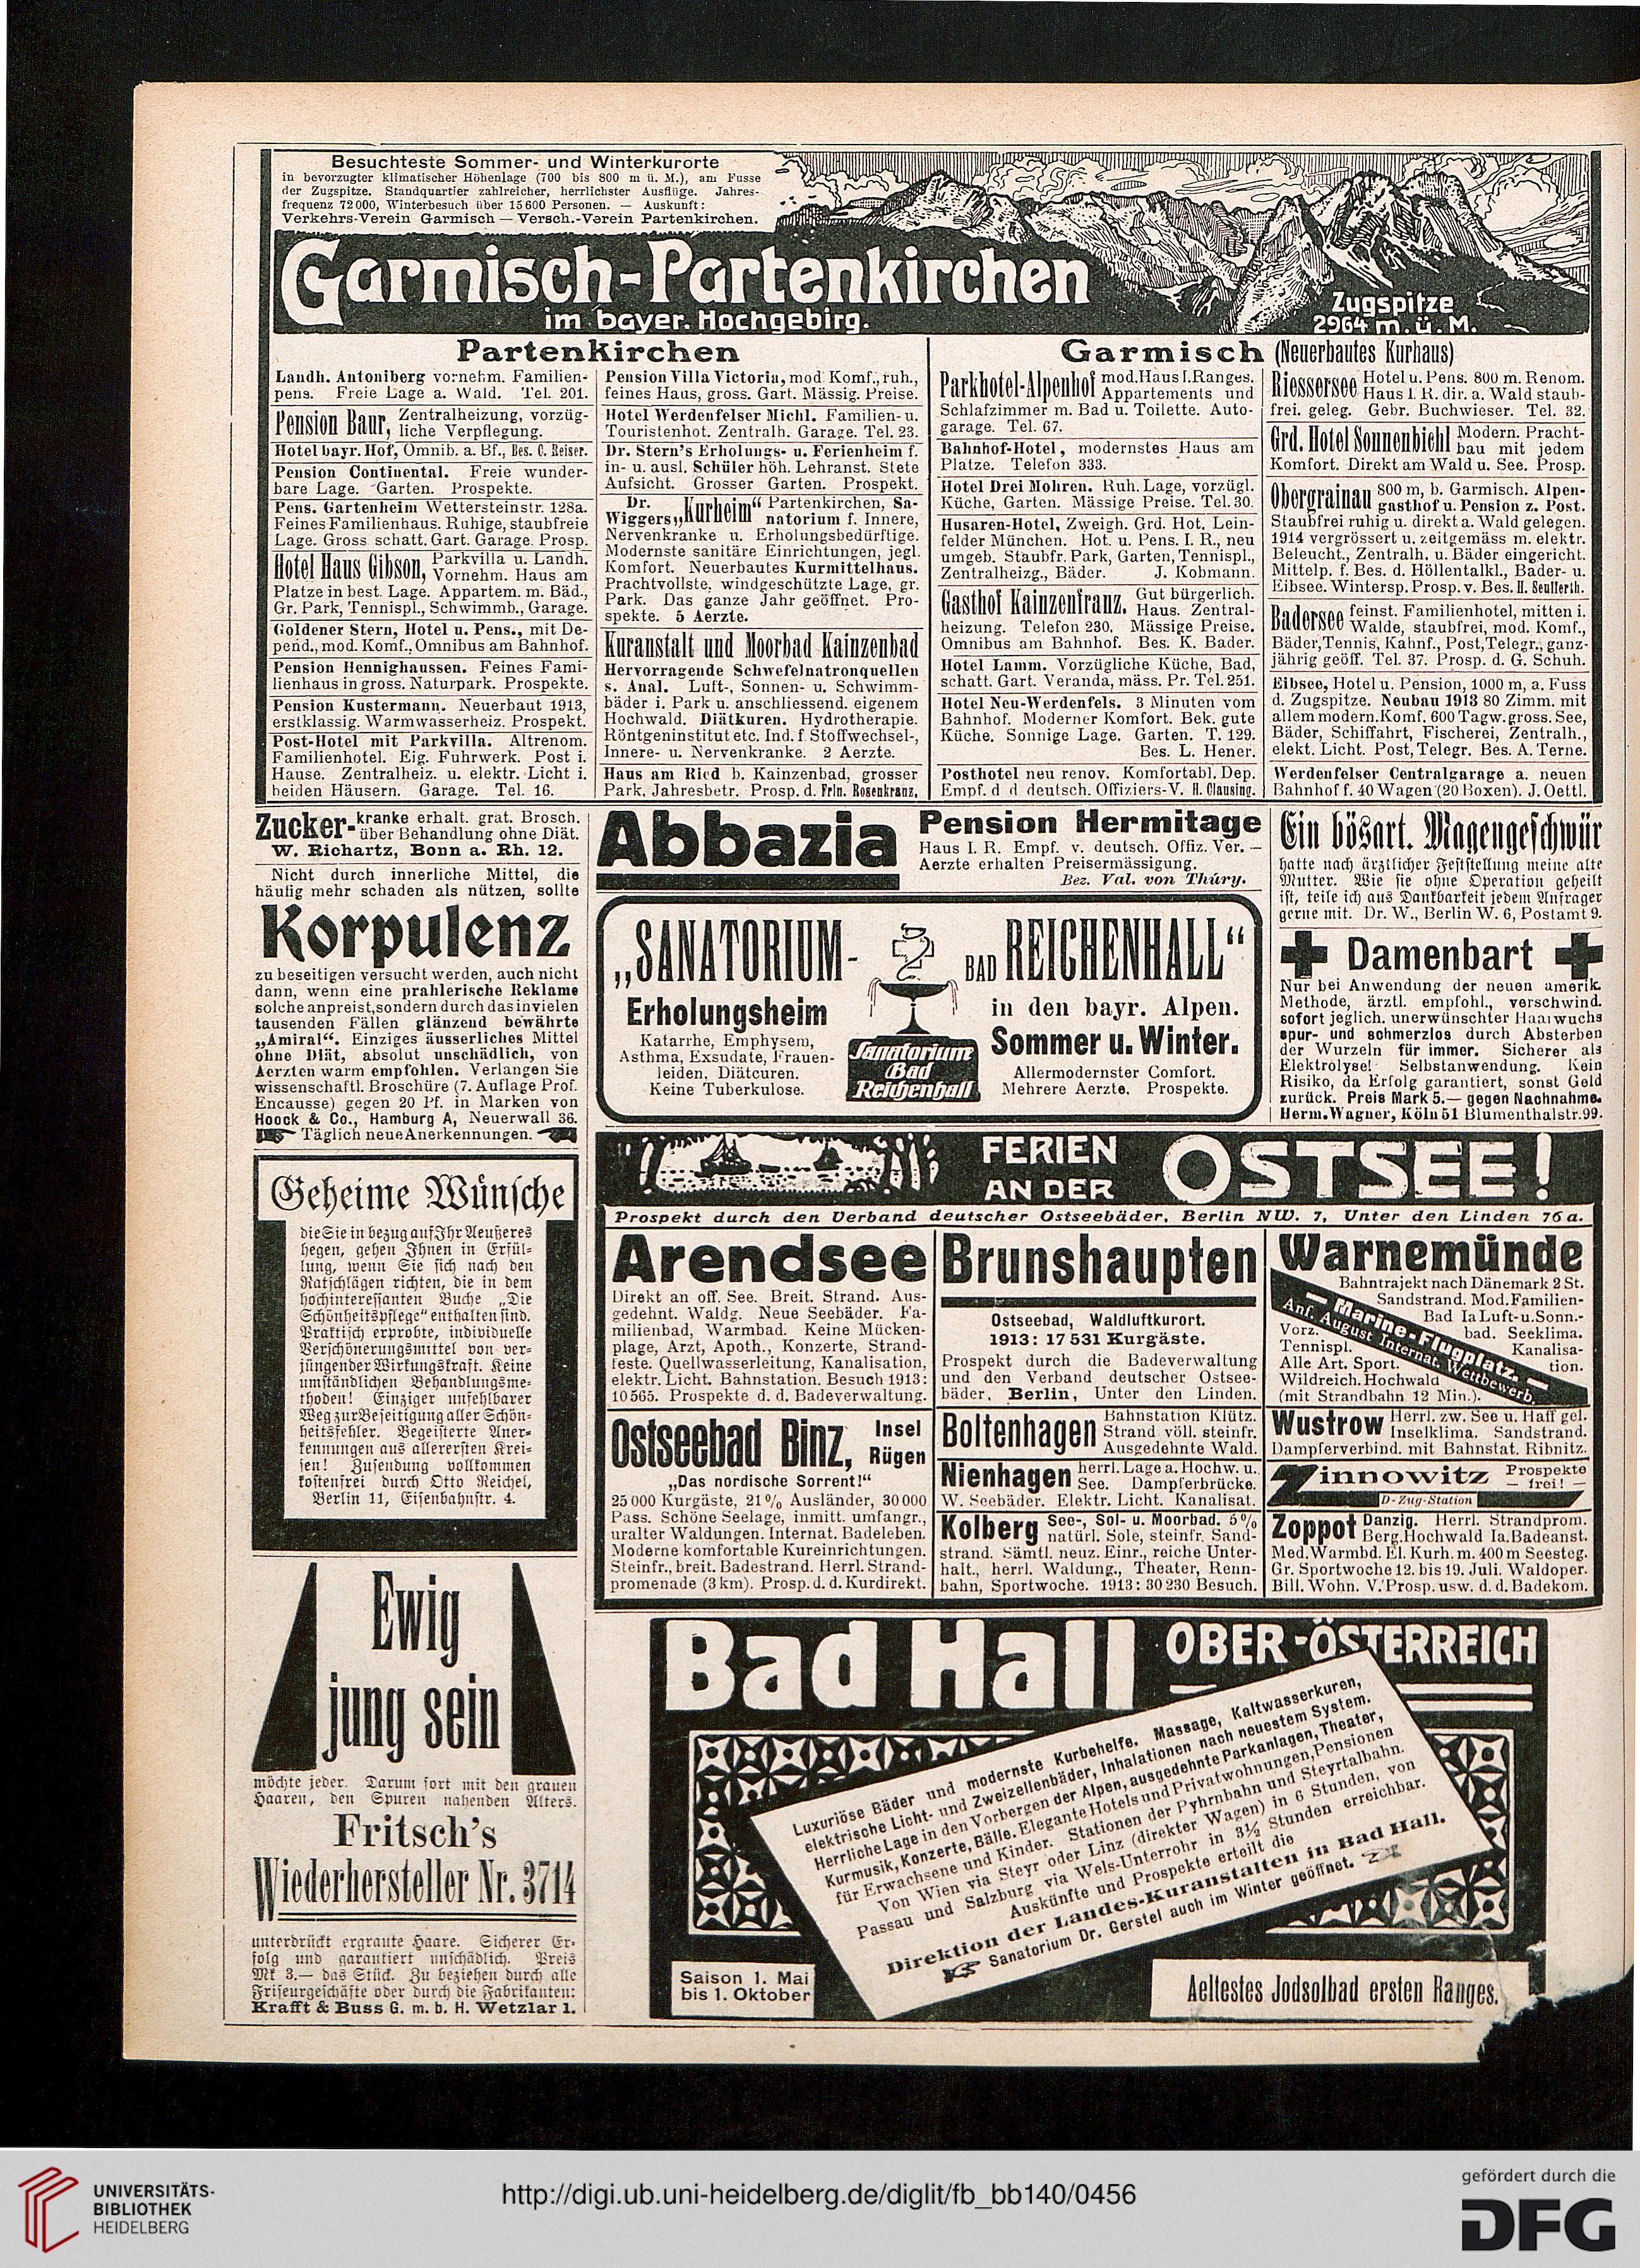 Besuchteste Sommer- und Winterkurorte
in bevorzugter klimatischer Höhenlage (700 bis 800 m ü. M.), am Fusse
der Zugspitze. Standquartier zahlreicher, herrlichster Ausflüge. Jahres-
frequenz 72000, Winterbesuch über 15600 Personen. — Auskunft:
Verkehrs-Verein Garmisch — Versch.-Verein Partenkirchen.
Garmisch-Partenkirchen
im bayer. Hochgebirg.
Zugspitze
2964 m. ü. M.
Partenkirchen
Landh. Antoniberg vornehm. Familien-
pens. Freie Lage a. Wald. Tel. 201.
Pension Baur, Zentralheizung, vorzüg-
liche Verpflegung.
Hotel bayr. Hof, Omnib. a. Bf., Bes. C. Reiser.
Pension Continental. Freie wunder-
bare Lage. Garten. Prospekte.
Pens. Gartenheim Wettersteinstr. 128a.
Feines Familienhaus. Ruhige, staubfreie
Lage. Gross schatt. Gart. Garage. Prosp.
Hotel Haus Gibson, Parkvilla u. Landh.
Vornehm. Haus am
Platze in best. Lage. Appartem. m. Bäd.,
Gr. Park, Tennispl., Schwimmb., Garage.
Goldener Stern, Hotel u. Pens., mit De-
pend., mod. Komf., Omnibus am Bahnhof.
Pension Hennighaussen. Feines Fami-
lienhaus in gross. Naturpark. Prospekte.
Pension Kustermann. Neuerbaut 1913,
erstklassig. Warmwasserheiz. Prospekt.
Post-Hotel mit Parkvilla. Altrenom.
Familienhotel. Eig. Fuhrwerk. Post i.
Hause. Zentralheiz. u. elektr. Licht i.
beiden Häusern. Garage. Tel. 16.
Pension Villa Victoria, mod. Komf., ruh.,
feines Haus, gross. Gart. Mässig. Preise.
Hotel Werdenfelser Michl. Familien- u.
Touristenhot. Zentralh. Garage. Tel. 23.
Dr. Stern's Erholungs- u. Ferienheim f.
in- u. ausl. Schüler höh. Lehranst. Stete
Aufsicht. Grosser Garten. Prospekt.
Dr. Wiggers „Kurheim“ Partenkirchen, Sa-
natorium f. Innere,
Nervenkranke u. Erholungsbedürftige.
Modernste sanitäre Einrichtungen, jegl.
Komfort. Neuerbautes Kurmittelhaus.
Prachtvollste, windgeschützte Lage, gr.
Park. Das ganze Jahr geöffnet. Pro-
spekte. 5 Aerzte.
Kuranstalt und Moorbad Kainzenbad
Hervorragende Schwefelnatronquellen
s. Anal. Luft-, Sonnen- u. Schwimm-
bäder i. Park u. anschliessend. eigenem
Hochwald. Diätkuren. Hydrotherapie.
Röntgeninstitut etc. Ind. f. Stoffwechsel-,
Innere- u. Nervenkranke. 2 Aerzte.
Haus am Ried b. Kainzenbad, grosser
Park. Jahresbetr. Prosp. d. Frln. Rosenkranz.
Garmisch (Neuerbautes Kurhaus)
Parkhotel-Alpenhof mod. Haus I. Ranges.
Appartements und
Schlafzimmer m. Bad u. Toilette. Auto-
garage. Tel. 67.
Bahnhof-Hotel, modernstes Haus am
Platze. Telefon 333.
Hotel Drei Mohren. Ruh. Lage, vorzügl.
Küche, Garten. Mässige Preise. Tel. 30.
Husaren-Hotel, Zweigh. Grd. Hot. Lein-
felder München. Hot. u. Pens. I. R., neu
umgeb. Staubfr. Park, Garten, Tennispl.,
Zentralheizg., Bäder. J. Kobmann.
Gasthof Kainzenfranz. Gut bürgerlich.
Haus. Zentral-
heizung. Telefon 230. Mässige Preise.
Omnibus am Bahnhof. Bes. K. Bader.
Hotel Lamm. Vorzügliche Küche, Bad,
schatt. Gart. Veranda, mäss. Pr. Tel. 251.
Hotel Neu-Werdenfels. 3 Minuten vom
Bahnhof. Moderner Komfort. Bek. gute
Küche. Sonnige Lage. Garten. T. 129.
Bes. L. Hener.
Posthotel neu renov. Komfortabl. Dep.
Empf. d d deutsch. Offiziers-V. H. Clausing.
Riessersee Hotel u. Pens. 800 m. Renom.
Haus I. R. dir. a. Wald staub-
frei. geleg. Gebr. Buchwieser. Tel. 32.
Grd. Hotel Sonnenbichl Modern. Pracht-
bau mit jedem
Komfort. Direkt am Wald u. See. Prosp.
Obergrainau 800 m, b. Garmisch. Alpen-
gasthof u. Pension z. Post.
Staubfrei ruhig u. direkt a. Wald gelegen.
1914 vergrössert u. zeitgemäss m. elektr.
Beleucht., Zentralh. u. Bäder eingericht.
Mittelp. f. Bes. d. Höllentalkl., Bader- u.
Eibsee. Wintersp. Prosp. v. Bes. H. Seufferth.
Badersee feinst. Familienhotel, mitten i.
Walde, staubfrei, mod. Komf.,
Bäder, Tennis, Kahnf., Post, Telegr., ganz-
jährig geöff. Tel. 37. Prosp. d. G. Schuh.
Eibsee, Hotel u. Pension, 1000 m, a. Fuss
d. Zugspitze. Neubau 1913 80 Zimm. mit
allem modern. Komf. 600 Tagw. gross. See,
Bäder, Schiffahrt, Fischerei, Zentralh.,
elekt. Licht. Post, Telegr. Bes. A. Terne.
Werdenfelser Centralgarage a. neuen
Bahnhof f. 40 Wagen (20 Boxen). J. Oettl.
Zucker-kranke erhalt. grat. Brosch.
über Behandlung ohne Diät.
W. Richartz, Bonn a. Rh. 12.
Nicht durch innerliche Mittel, die
häufig mehr schaden als nützen, sollte
Korpulenz
zu beseitigen versucht werden, auch nicht
dann, wenn eine prahlerische Reklame
solche anpreist, sondern durch das in vielen
tausenden Fällen glänzend bewährte
„Amiral“. Einziges äusserliches Mittel
ohne Diät, absolut unschädlich, von
Aerzten warm empfohlen. Verlangen Sie
wissenschaftl. Broschüre (7. Auflage Prof.
Encausse) gegen 20 Pf. in Marken von
Hoock & Co., Hamburg A, Neuerwall 36.
Täglich neue Anerkennungen.
Geheime Wünsche
die Sie in bezug auf Ihr Aeußeres
hegen, gehen Ihnen in Erfül-
lung, wenn Sie sich nach den
Ratschlägen richten, die in dem
hochinteressanten Buche „Die
Schönheitspflege“ enthalten sind.
Praktisch erprobte, individuelle
Verschönerungsmittel von ver-
jüngender Wirkungskraft. Keine
umständlichen Behandlungsme-
thoden! Einziger unfehlbarer
Weg zur Beseitigung aller Schön-
heitsfehler. Begeisterte Aner-
kennungen aus allerersten Krei-
sen! Zusendung vollkommen
kostenfrei durch Otto Reichel,
Berlin 11, Eisenbahnstr. 4.
Ewig
jung sein
möchte jeder. Darum fort mit den grauen
Haaren, den Spuren nahenden Alters.
Fritsch's
Wiederhersteller Nr. 3714
unterdrückt ergraute Haare. Sicherer Er-
folg und garantiert unschädlich. Preis
Mk 3.— das Stück. Zu beziehen durch alle
Friseurgeschäfte oder durch die Fabrikanten:
Krafft & Buss G. m. b. H. Wetzlar 1.
Abbazia
Pension Hermitage
Haus I. R. Empf. v. deutsch. Offiz. Ver. —
Aerzte erhalten Preisermässigung.
Bez. Val. von Thúry.
„SANATORIUM-
BAD REICHENHALL“
Erholungsheim
Katarrhe, Emphysem,
Asthma, Exsudate, Frauen-
leiden, Diätcuren.
Keine Tuberkulose.
Sanatorium
Bad
Reichenhall
in den bayr. Alpen.
Sommer u. Winter.
Allermodernster Comfort.
Mehrere Aerzte. Prospekte.
Ein bösart. Magengeschwür
hatte nach ärztlicher Feststellung meine alte
Mutter. Wie sie ohne Operation geheilt
ist, teile ich aus Dankbarkeit jedem Anfrager
gerne mit. Dr. W., Berlin W. 6, Postamt 9.
Damenbart
Nur bei Anwendung der neuen amerik.
Methode, ärztl. empfohl., verschwind.
sofort jeglich. unerwünschter Haarwuchs
spur- und schmerzlos durch Absterben
der Wurzeln für immer. Sicherer als
Elektrolyse! Selbstanwendung. Kein
Risiko, da Erfolg garantiert, sonst Geld
zurück. Preis Mark 5.— gegen Nachnahme.
Herm. Wagner, Köln 51 Blumenthalstr. 99.
FERIEN
AN DER
OSTSEE!
Prospekt durch den Verband deutscher Ostseebäder, Berlin NW. 7, Unter den Linden 76a.
Arendsee
Direkt an off. See. Breit. Strand. Aus-
gedehnt. Waldg. Neue Seebäder. Fa-
milienbad, Warmbad. Keine Mücken-
plage, Arzt, Apoth., Konzerte, Strand-
feste. Quellwasserleitung, Kanalisation,
elektr. Licht. Bahnstation. Besuch 1913:
10565. Prospekte d. d. Badeverwaltung.
Ostseebad Binz, Insel
Rügen
„Das nordische Sorrent!“
25000 Kurgäste, 21% Ausländer, 30000
Pass. Schöne Seelage, inmitt. umfangr.,
uralter Waldungen. Internat. Badeleben.
Moderne komfortable Kureinrichtungen.
Steinfr., breit. Badestrand. Herrl. Strand-
promenade (3 km). Prosp. d. d. Kurdirekt.
Brunshaupten
Ostseebad, Waldluftkurort.
1913: 17531 Kurgäste.
Prospekt durch die Badeverwaltung
und den Verband deutscher Ostsee-
bäder, Berlin, Unter den Linden.
Boltenhagen Bahnstation Klütz.
Strand völl. steinfr.
Ausgedehnte Wald.
Nienhagen herrl. Lage a. Hochw. u.
See. Dampferbrücke.
W. Seebäder. Elektr. Licht. Kanalisat.
Kolberg See-, Sol- u. Moorbad. 5%
natürl. Sole, steinfr. Sand-
strand. Sämtl. neuz. Einr., reiche Unter-
halt., herrl. Waldung., Theater, Renn-
bahn, Sportwoche. 1913: 30230 Besuch.
Warnemünde
Bahntrajekt nach Dänemark 2 St.
Sandstrand. Mod. Familien-
Bad Ia Luft- u. Sonn.-
bad. Seeklima.
Kanalisa-
tion.
— Marine-Flugplatz. —
Anf. August Internat. Wettbewerb.
Vorz.
Tennispl.
Alle Art. Sport.
Wildreich. Hochwald
(mit Strandbahn 12 Min.).
Wustrow Herrl. zw. See u. Haff gel.
Inselklima. Sandstrand.
Dampferverbind. mit Bahnstat. Ribnitz.
Zinnowitz Prospekte
— frei! —
D-Zug-Station
Zoppot Danzig. Herrl. Strandprom.
Berg. Hochwald Ia. Badeanst.
Med. Warmbd. El. Kurh. m. 400 m Seesteg.
Gr. Sportwoche 12. bis 19. Juli. Waldoper.
Bill. Wohn. V. Prosp. usw. d. d. Badekom.
Bad Hall
OBER-ÖSTERREICH
Luxuriöse Bäder und modernste Kurbehelfe. Massage, Kaltwasserkuren,
elektrische Licht- und Zweizellenbäder, Inhalationen nach neuestem System.
Herrliche Lage in den Vorbergen der Alpen, ausgedehnte Parkanlagen, Theater,
Kurmusik, Konzerte, Bälle. Elegante Hotels und Privatwohnungen, Pensionen
für Erwachsene und Kinder. Stationen der Pyhrnbahn und Steyrtalbahn.
Von Wien via Steyr oder Linz (direkter Wagen) in 6 Stunden, von
Passau und Salzburg via Wels-Unterrohr in 3½ Stunden erreichbar.
Auskünfte und Prospekte erteilt die
Direktion der Landes-Kuranstalten in Bad Hall.
Sanatorium Dr. Gerstel auch im Winter geöffnet.
Saison 1. Mai
bis 1. Oktober
Aeltestes Jodsolbad ersten Ranges.
UNIVERSITÄTS-
BIBLIOTHEK
HEIDELBERG
http://digi.ub.uni-heidelberg.de/diglit/fb_bb140/0456
gefördert durch die
DFG